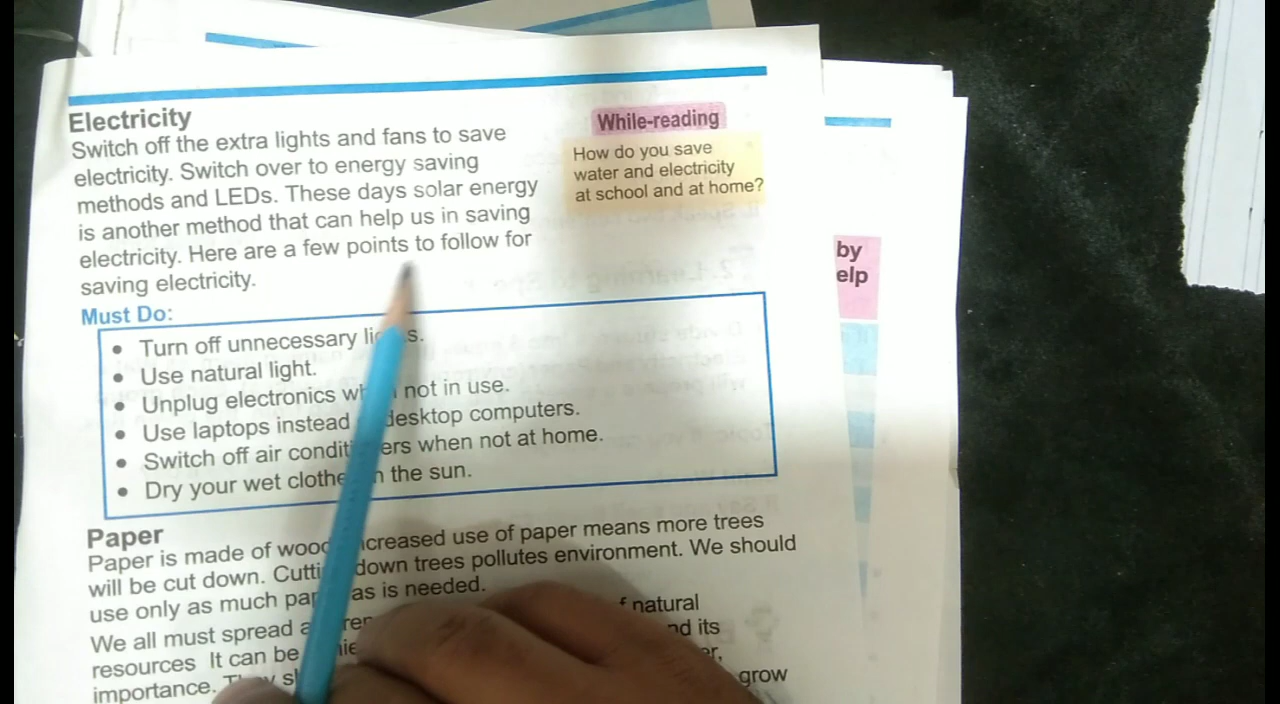 Electricity
Switch off the extra lights and fans to save
electricity. Switch over to energy saving
methods and LEDs. These days solar energy
is another method that can help us in saving
electricity. Here are a few points to follow for
saving electricity.
While-reading
How do you save
water and electricity
at school and at home?
Must Do:
• Turn off unnecessary
• Use natural light.
• Unplug electronics not in use.
• Use laptops instead desktop computers.
• Switch off air when not at home.
• Dry your wet the sun.
Paper
Paper is made of use of paper means more trees
will be cut down. down trees pollutes environment. We should
use only as much as is needed.
We all must spread natural
resources It can be its
importance. grow
by
elp